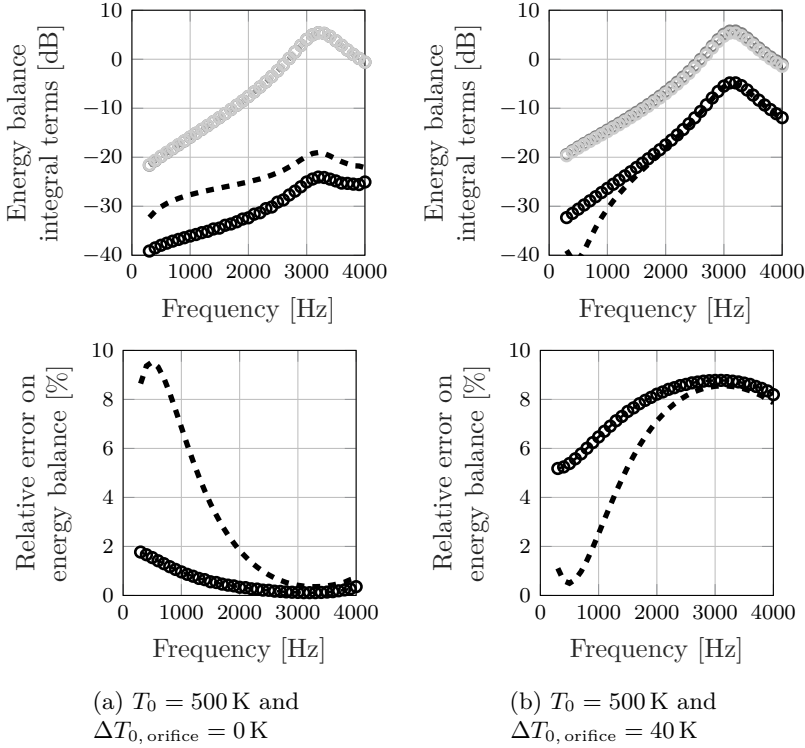 Energy balance
integral terms [dB]
10
0
−10
−20
−30
−40
0 1000 2000 3000 4000
Frequency [Hz]
Energy balance
integral terms [dB]
10
0
−10
−20
−30
−40
0 1000 2000 3000 4000
Frequency [Hz]
Relative error on
energy balance [%]
10
8
6
4
2
0
0 1000 2000 3000 4000
Frequency [Hz]
Relative error on
energy balance [%]
10
8
6
4
2
0
0 1000 2000 3000 4000
Frequency [Hz]
(a) T₀ = 500 K and
ΔT₀, orifice = 0 K
(b) T₀ = 500 K and
ΔT₀, orifice = 40 K